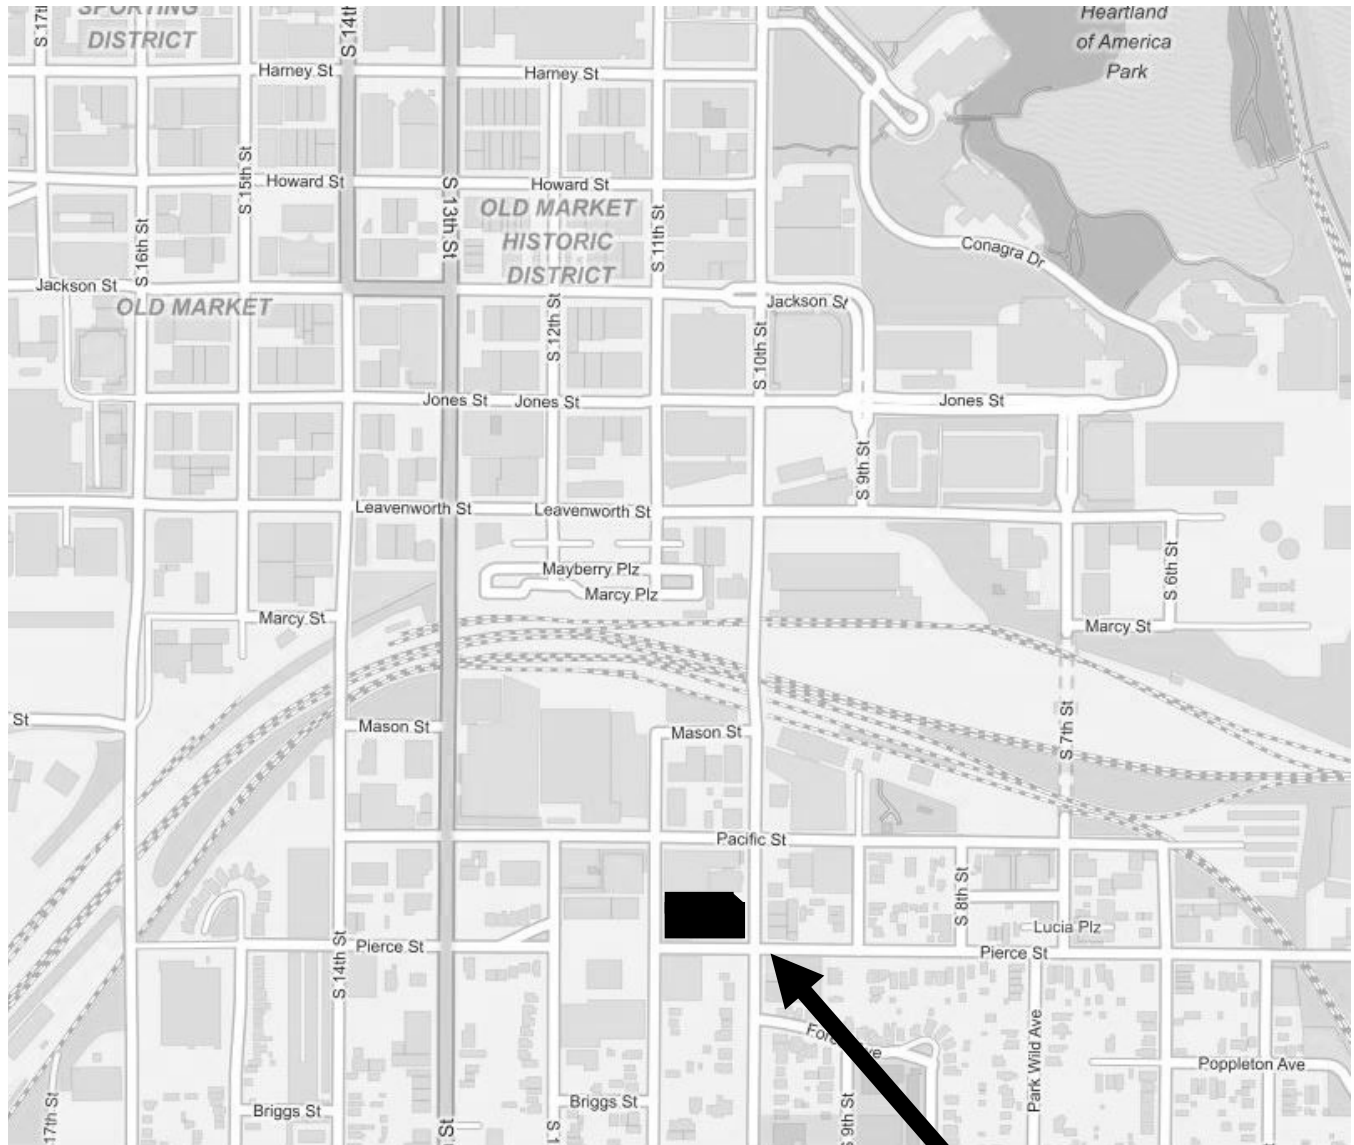 SPORTING
DISTRICT
S 17th
S 14th
Heartland
of America
Park
Harney St
Harney St
S 15th St
Howard St
S 13th St
Howard St
OLD MARKET
HISTORIC
DISTRICT
S 16th St
S 11th St
Conagra Dr
Jackson St
OLD MARKET
Jackson St
S 12th St
S 10th St
Jones St
Jones St
Jones St
S 9th St
Leavenworth St
Leavenworth St
Mayberry Plz
Marcy Plz
S 6th St
Marcy St
Marcy St
St
Mason St
Mason St
S 7th St
Pacific St
S 8th St
Lucia Plz
Pierce St
Pierce St
S 14th St
Park Wild Ave
Poppleton Ave
Briggs St
Briggs St
17th St
St
S 1
S 9th St